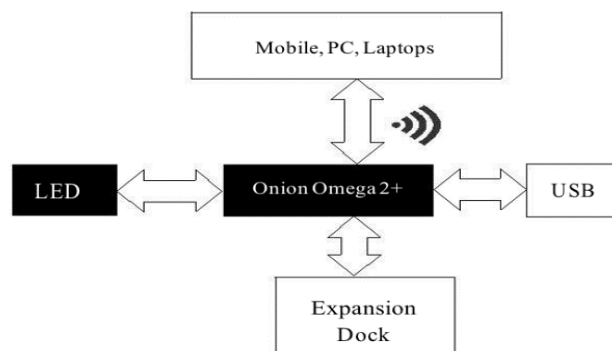 Mobile, PC, Laptops
LED
Onion Omega 2+
USB
Expansion
Dock